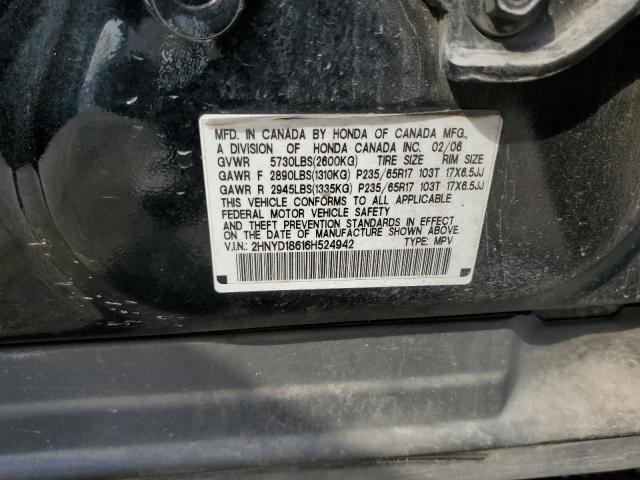 MFD. IN CANADA BY HONDA OF CANADA MFG.,
A DIVISION OF HONDA CANADA INC. 02/06
GVWR 5730LBS(2600KG) TIRE SIZE RIM SIZE
GAWR F 2890LBS(1310KG) P235/65R17 103T 17X6.5JJ
GAWR R 2945LBS(1335KG) P235/65R17 103T 17X6.5JJ
THIS VEHICLE CONFORMS TO ALL APPLICABLE
FEDERAL MOTOR VEHICLE SAFETY
AND THEFT PREVENTION STANDARDS IN EFFECT
ON THE DATE OF MANUFACTURE SHOWN ABOVE.
V.I.N.: 2HNYD18616H524942 TYPE: MPV